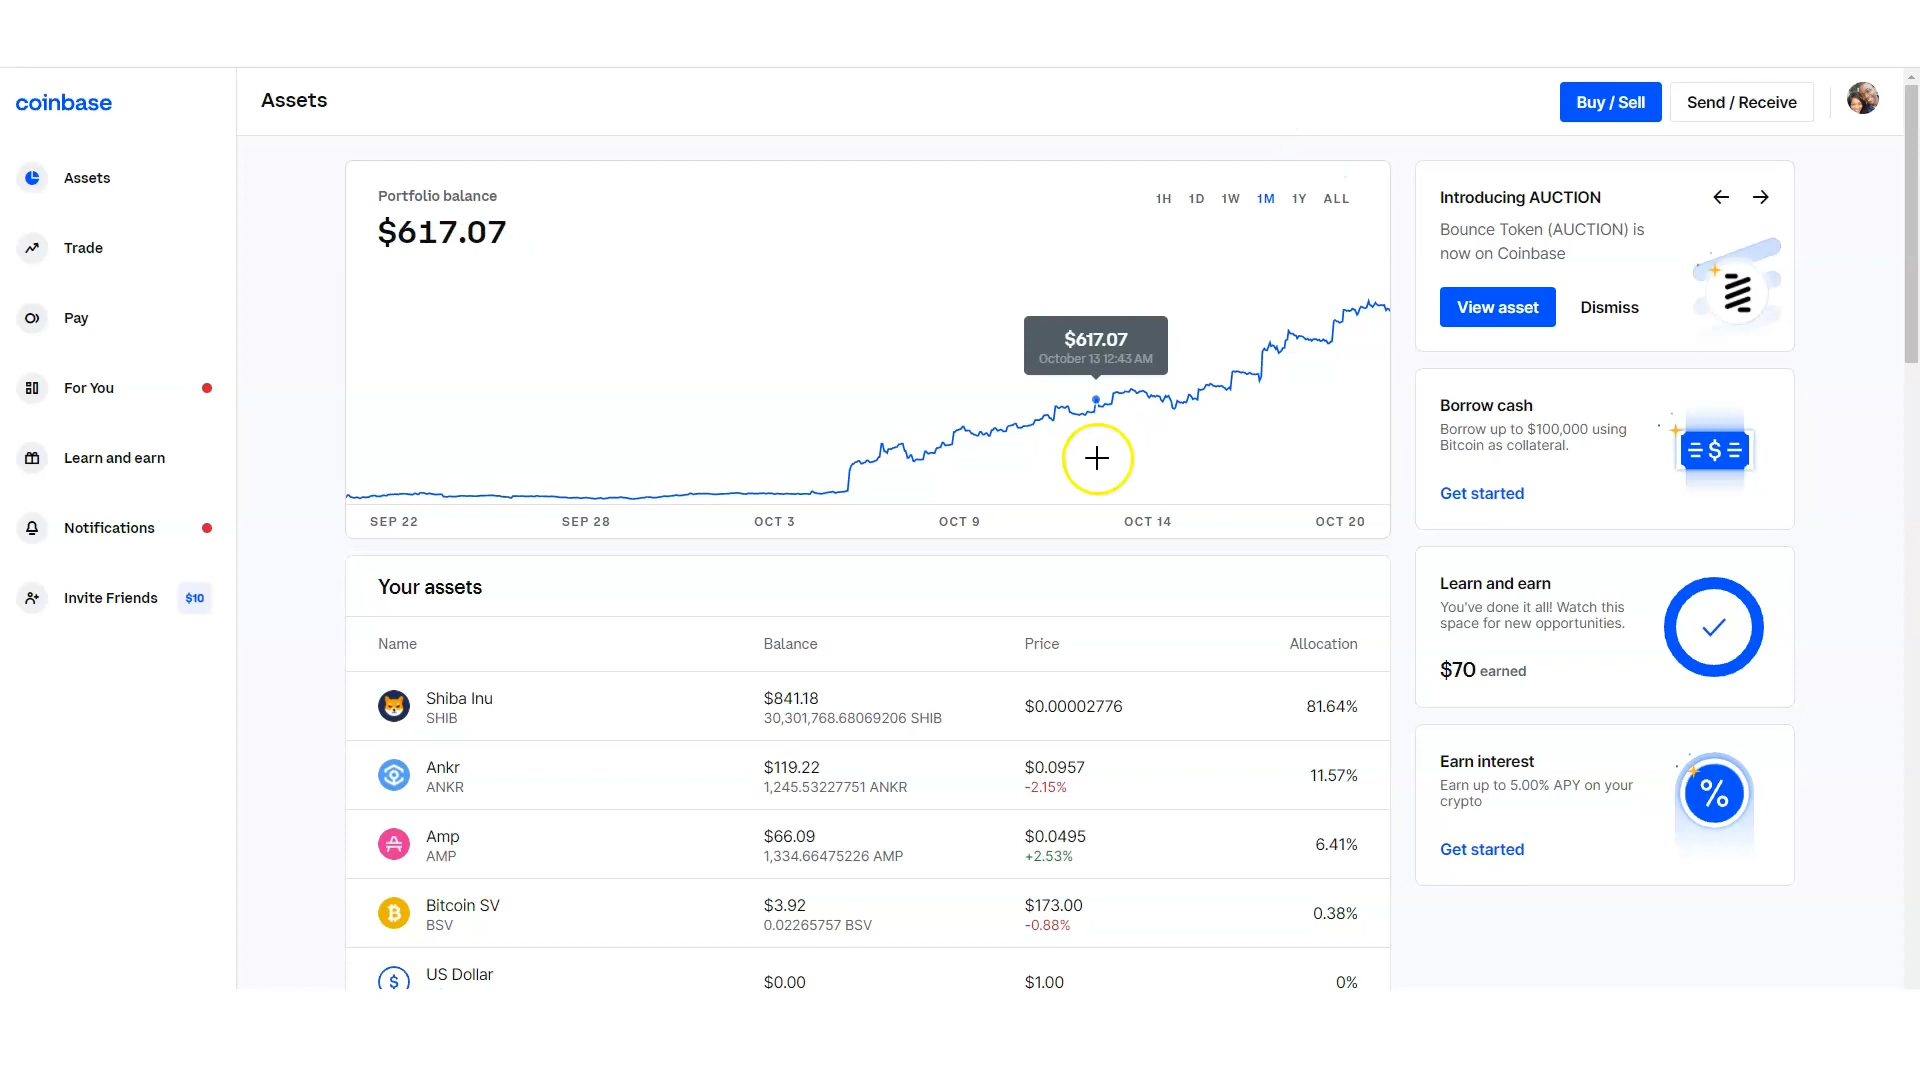 coinbase
Assets
Buy / Sell
Send / Receive
Assets
Trade
Pay
For You
Learn and earn
Notifications
Invite Friends
$10
Portfolio balance
$617.07
1H 1D 1W 1M 1Y ALL
$617.07
October 13 12:43 AM
SEP 22 SEP 28 OCT 3 OCT 9 OCT 14 OCT 20
Your assets
Name Balance Price Allocation
Shiba Inu
SHIB
$841.18
30,301,768.68069206 SHIB
$0.00002776
81.64%
Ankr
ANKR
$119.22
1,245.53227751 ANKR
$0.0957
-2.15%
11.57%
Amp
AMP
$66.09
1,334.66475226 AMP
$0.0495
+2.53%
6.41%
Bitcoin SV
BSV
$3.92
0.02265757 BSV
$173.00
-0.88%
0.38%
US Dollar
$0.00
$1.00
0%
Introducing AUCTION
Bounce Token (AUCTION) is
now on Coinbase
View asset
Dismiss
Borrow cash
Borrow up to $100,000 using
Bitcoin as collateral.
Get started
Learn and earn
You've done it all! Watch this
space for new opportunities.
$70 earned
Earn interest
Earn up to 5.00% APY on your
crypto
Get started